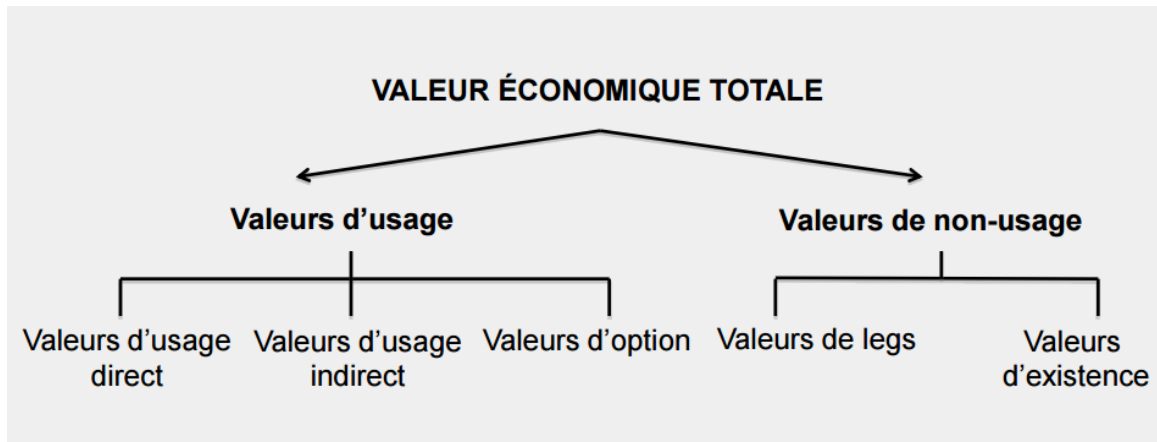 VALEUR ÉCONOMIQUE TOTALE
Valeurs d’usage
Valeurs de non-usage
Valeurs d’usage
direct
Valeurs d’usage
indirect
Valeurs d’option
Valeurs de legs
Valeurs
d’existence